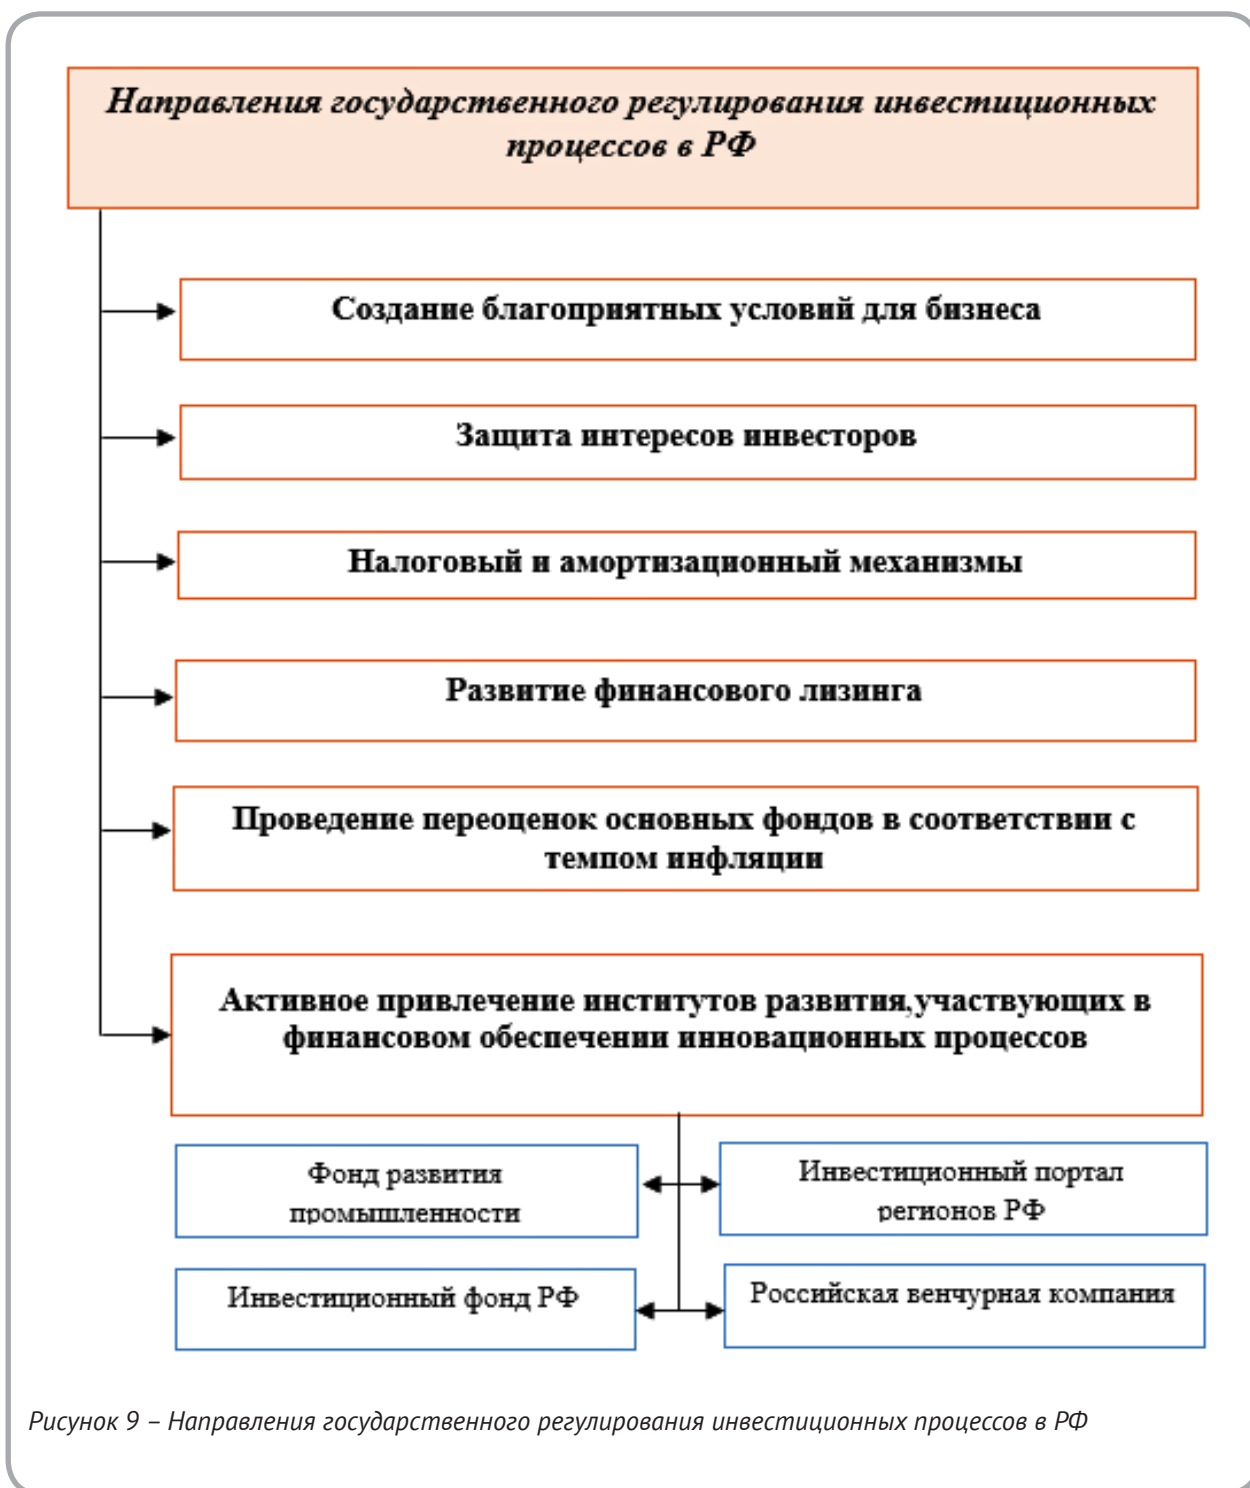 Направления государственного регулирования инвестиционных
процессов в РФ
Создание благоприятных условий для бизнеса
Защита интересов инвесторов
Налоговый и амортизационный механизмы
Развитие финансового лизинга
Проведение переоценок основных фондов в соответствии с
темпом инфляции
Активное привлечение институтов развития,участвующих в
финансовом обеспечении инновационных процессов
Фонд развития
промышленности
Инвестиционный портал
регионов РФ
Инвестиционный фонд РФ
Российская венчурная компания
Рисунок 9 – Направления государственного регулирования инвестиционных процессов в РФ